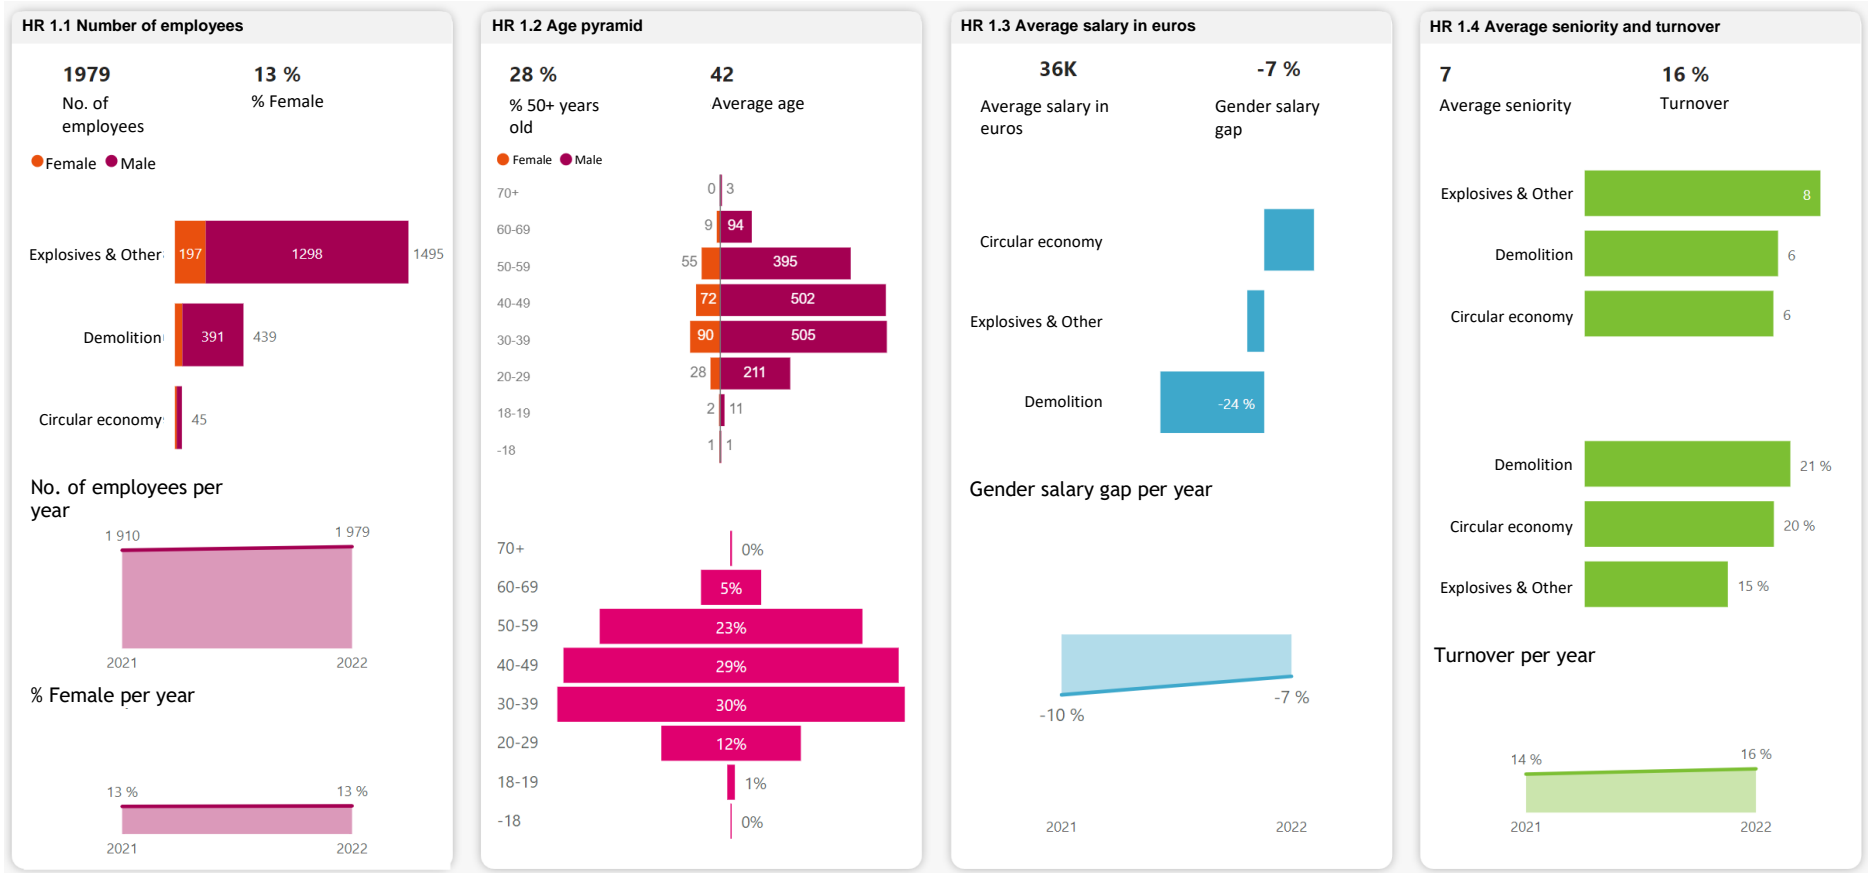 HR 1.1 Number of employees
1979
13 %
No. of
employees
% Female
Female Male
Explosives & Other 197 1298 1495
Demolition 391 439
Circular economy 45
No. of employees per
year
1 910 1 979
2021 2022
% Female per year
13 % 13 %
2021 2022
HR 1.2 Age pyramid
28 %
42
% 50+ years
old
Average age
Female Male
70+ 0 3
60-69 9 94
50-59 55 395
40-49 72 502
30-39 90 505
20-29 28 211
18-19 2 11
-18 1 1
70+ 0%
60-69 5%
50-59 23%
40-49 29%
30-39 30%
20-29 12%
18-19 1%
-18 0%
HR 1.3 Average salary in euros
36K
-7 %
Average salary in
euros
Gender salary
gap
Circular economy
Explosives & Other
Demolition -24 %
Gender salary gap per year
-10 % -7 %
2021 2022
HR 1.4 Average seniority and turnover
7
16 %
Average seniority
Turnover
Explosives & Other 8
Demolition 6
Circular economy 6
Demolition 21 %
Circular economy 20 %
Explosives & Other 15 %
Turnover per year
14 % 16 %
2021 2022